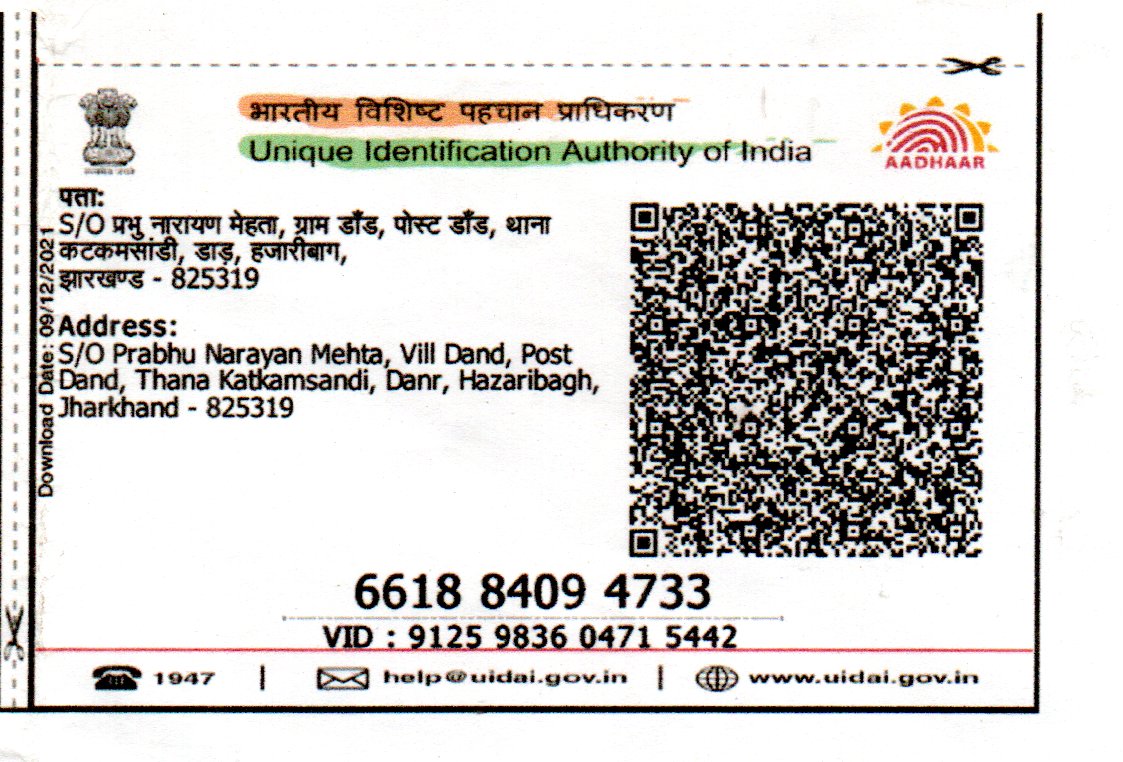 भारतीय विशिष्ट पहचान प्राधिकरण
Unique Identification Authority of India
AADHAAR
पता:
S/O प्रभु नारायण मेहता, ग्राम डाँड, पोस्ट डाँड, थाना
कटकमसांडी, डाड़, हजारीबाग,
झारखण्ड - 825319
Address:
S/O Prabhu Narayan Mehta, Vill Dand, Post
Dand, Thana Katkamsandi, Danr, Hazaribagh,
Jharkhand - 825319
Download Date: 09/12/2021
6618 8409 4733
VID : 9125 9836 0471 5442
1947 | help@uidai.gov.in | www.uidai.gov.in